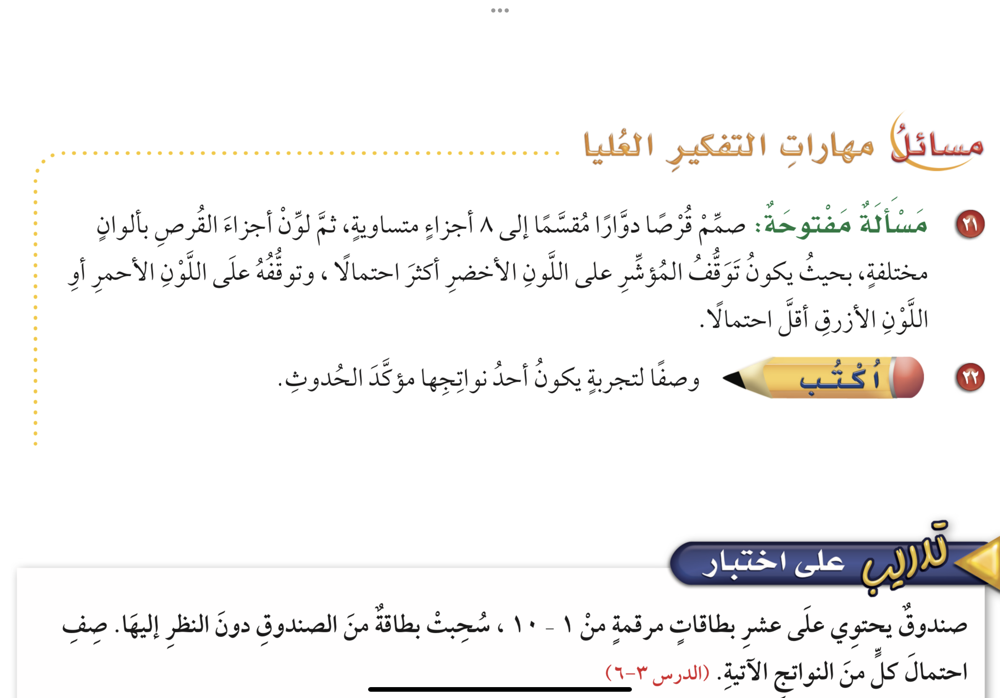 مسائلُ مهاراتِ التفكيرِ العُليا
٢١ مَسْأَلَةٌ مَفْتوحَةٌ: صمِّمْ قُرْصًا دوَّارًا مُقسَّمًا إلى ٨ أجزاءٍ متساويةٍ، ثمَّ لوِّنْ أجزاءَ القُرصِ بألوانٍ
مختلفةٍ، بحيثُ يكونُ تَوَقُّفُ المُؤشِّرِ على اللَّونِ الأخضرِ أكثرَ احتمالًا ، وتوقُّفُهُ علَى اللَّوْنِ الأحمرِ أوِ
اللَّوْنِ الأزرقِ أقلَّ احتمالًا .
٢٢ اُكْتُب وصفًا لتجربةٍ يكونُ أحدُ نواتِجِها مؤكَّدَ الحُدوثِ.
تَدريب على اختبار
صندوقٌ يحتوِي علَى عشرِ بطاقاتٍ مرقمةٍ منْ ١ - ١٠ ، سُحِبتْ بطاقةٌ منَ الصندوقِ دونَ النظرِ إليهَا. صِفِ
احتمالَ كلٍّ منَ النواتجِ الآتيةِ. (الدرس ٣-٦)